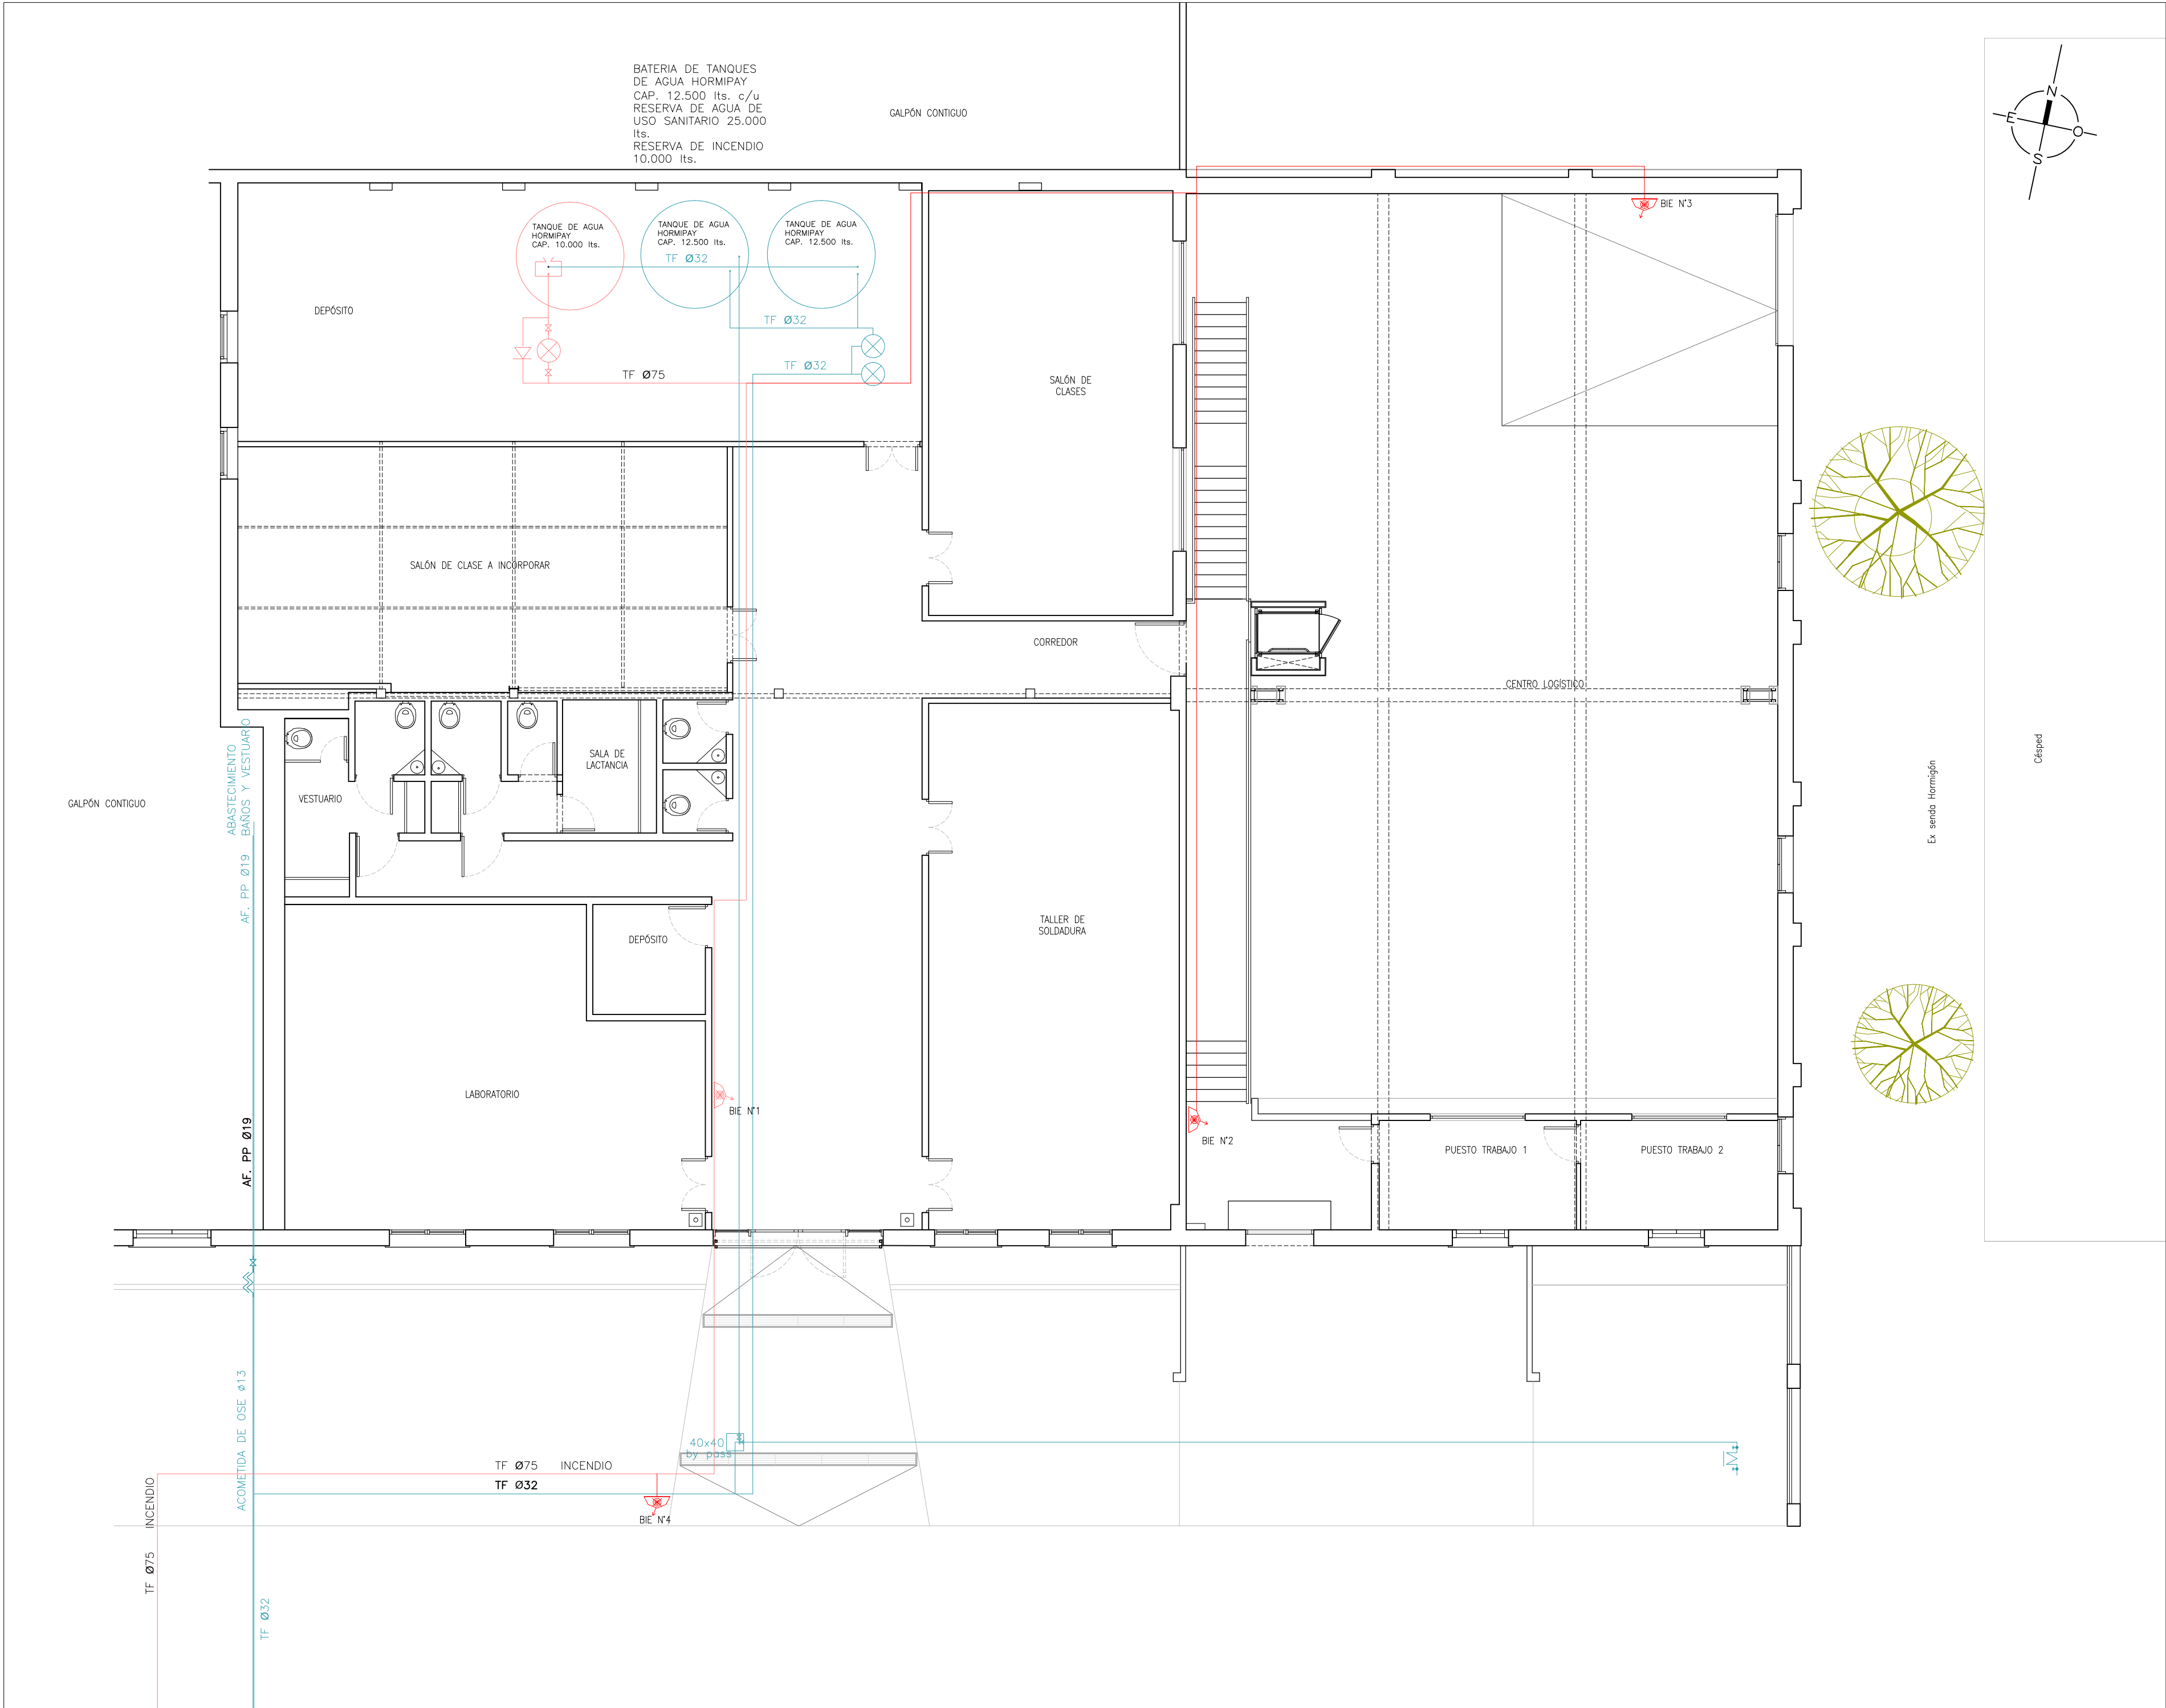 BATERIA DE TANQUES
DE AGUA HORMIPAY
CAP. 12.500 lts. c/u
RESERVA DE AGUA DE
USO SANITARIO 25.000
lts.
RESERVA DE INCENDIO
10.000 lts.
GALPÓN CONTIGUO
N
E
O
S
BIE N°3
TANQUE DE AGUA
HORMIPAY
CAP. 10.000 lts.
TANQUE DE AGUA
HORMIPAY
CAP. 12.500 lts.
TANQUE DE AGUA
HORMIPAY
CAP. 12.500 lts.
TF Ø32
DEPÓSITO
TF Ø32
TF Ø32
TF Ø75
SALÓN DE
CLASES
SALÓN DE CLASE A INCORPORAR
CORREDOR
CENTRO LOGÍSTICO
SALA DE
LACTANCIA
VESTUARIO
GALPÓN CONTIGUO
ABASTECIMIENTO
AF. PP Ø19 BAÑOS Y VESTUARIO
Césped
Ex senda Hormigón
TALLER DE
SOLDADURA
DEPÓSITO
LABORATORIO
BIE N°1
BIE N°2
PUESTO TRABAJO 1
PUESTO TRABAJO 2
AF. PP Ø19
ACOMETIDA DE OSE ø13
40x40
by pass
M
TF Ø75 INCENDIO
TF Ø32
BIE N°4
TF Ø75 INCENDIO
TF Ø32